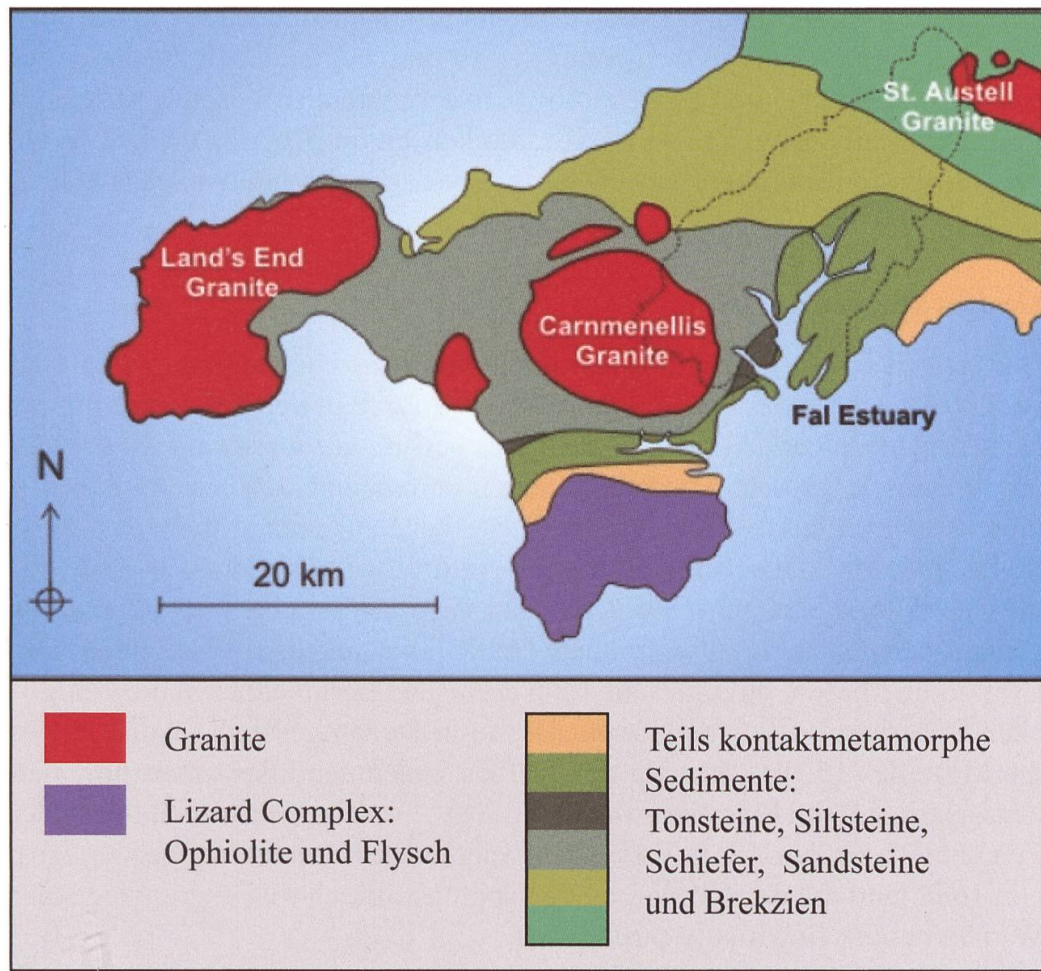 St. Austell
Granite
Land's End
Granite
Carnmenellis
Granite
Fal Estuary
N
20 km
Granite
Lizard Complex:
Ophiolite und Flysch
Teils kontaktmetamorphe
Sedimente:
Tonsteine, Siltsteine,
Schiefer, Sandsteine
und Brekzien